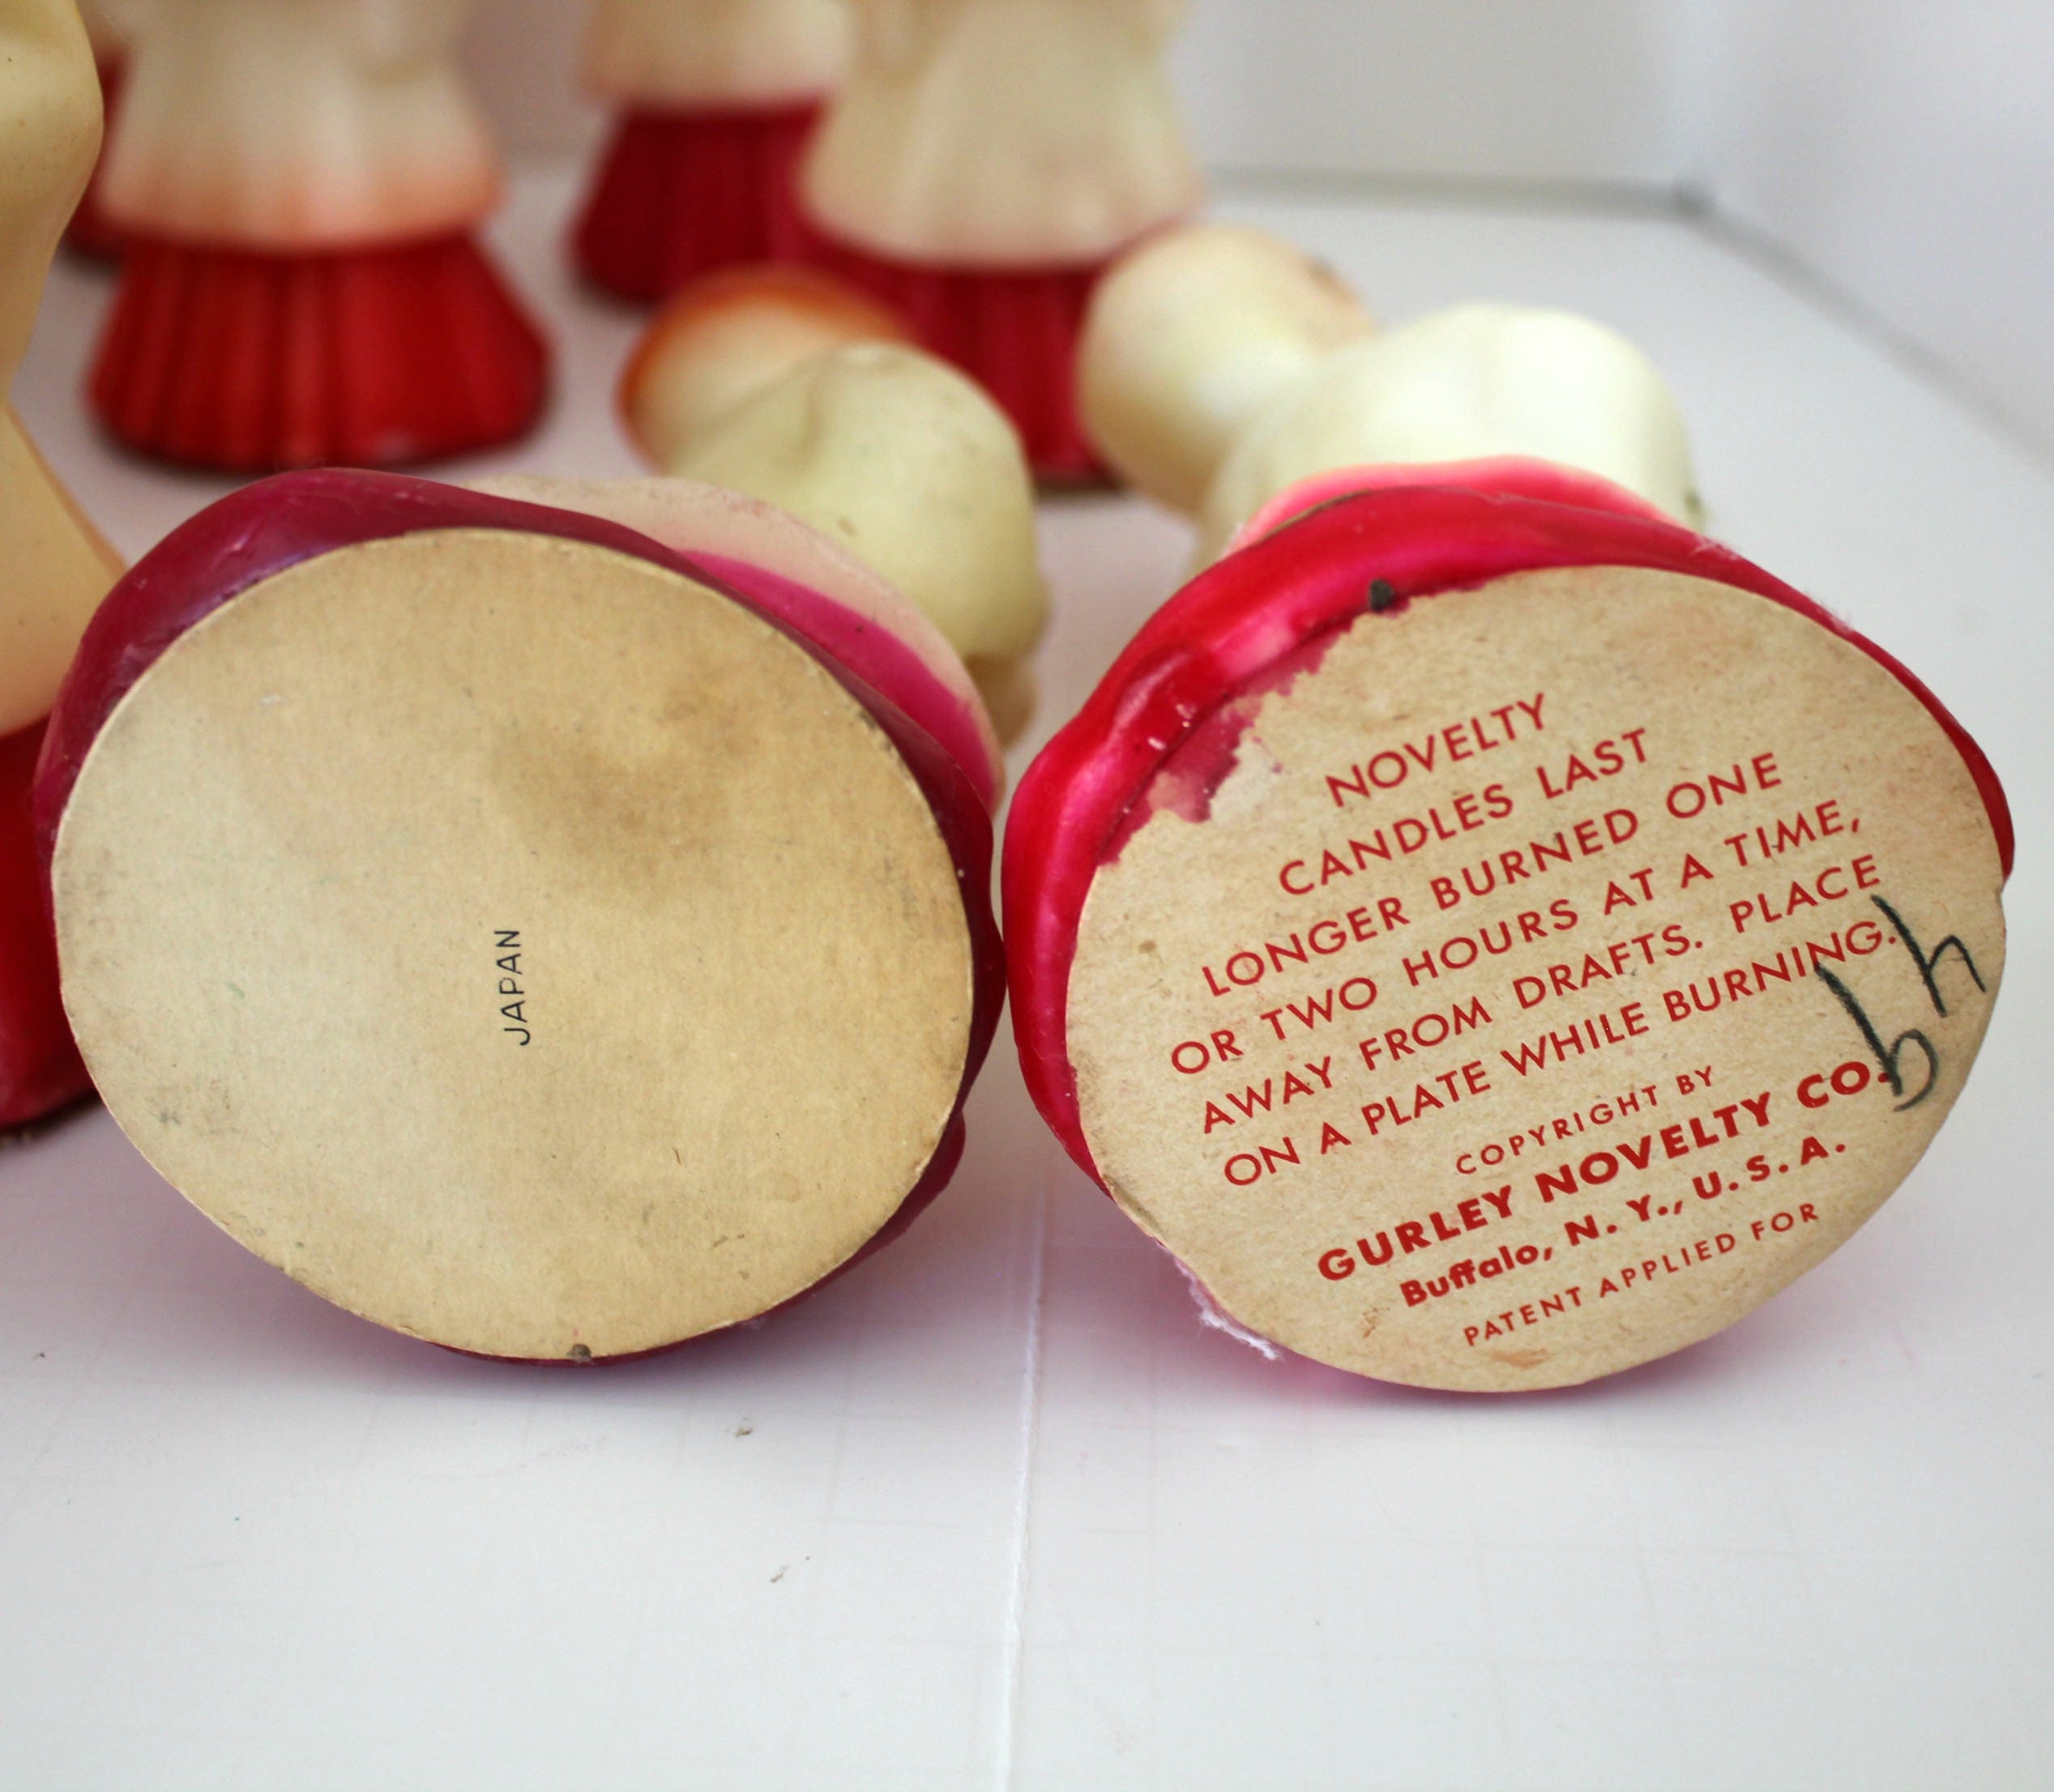 JAPAN
NOVELTY
CANDLES LAST
LONGER BURNED ONE
OR TWO HOURS AT A TIME,
AWAY FROM DRAFTS. PLACE
ON A PLATE WHILE BURNING.
COPYRIGHT BY
GURLEY NOVELTY CO.
Buffalo, N. Y., U. S. A.
PATENT APPLIED FOR